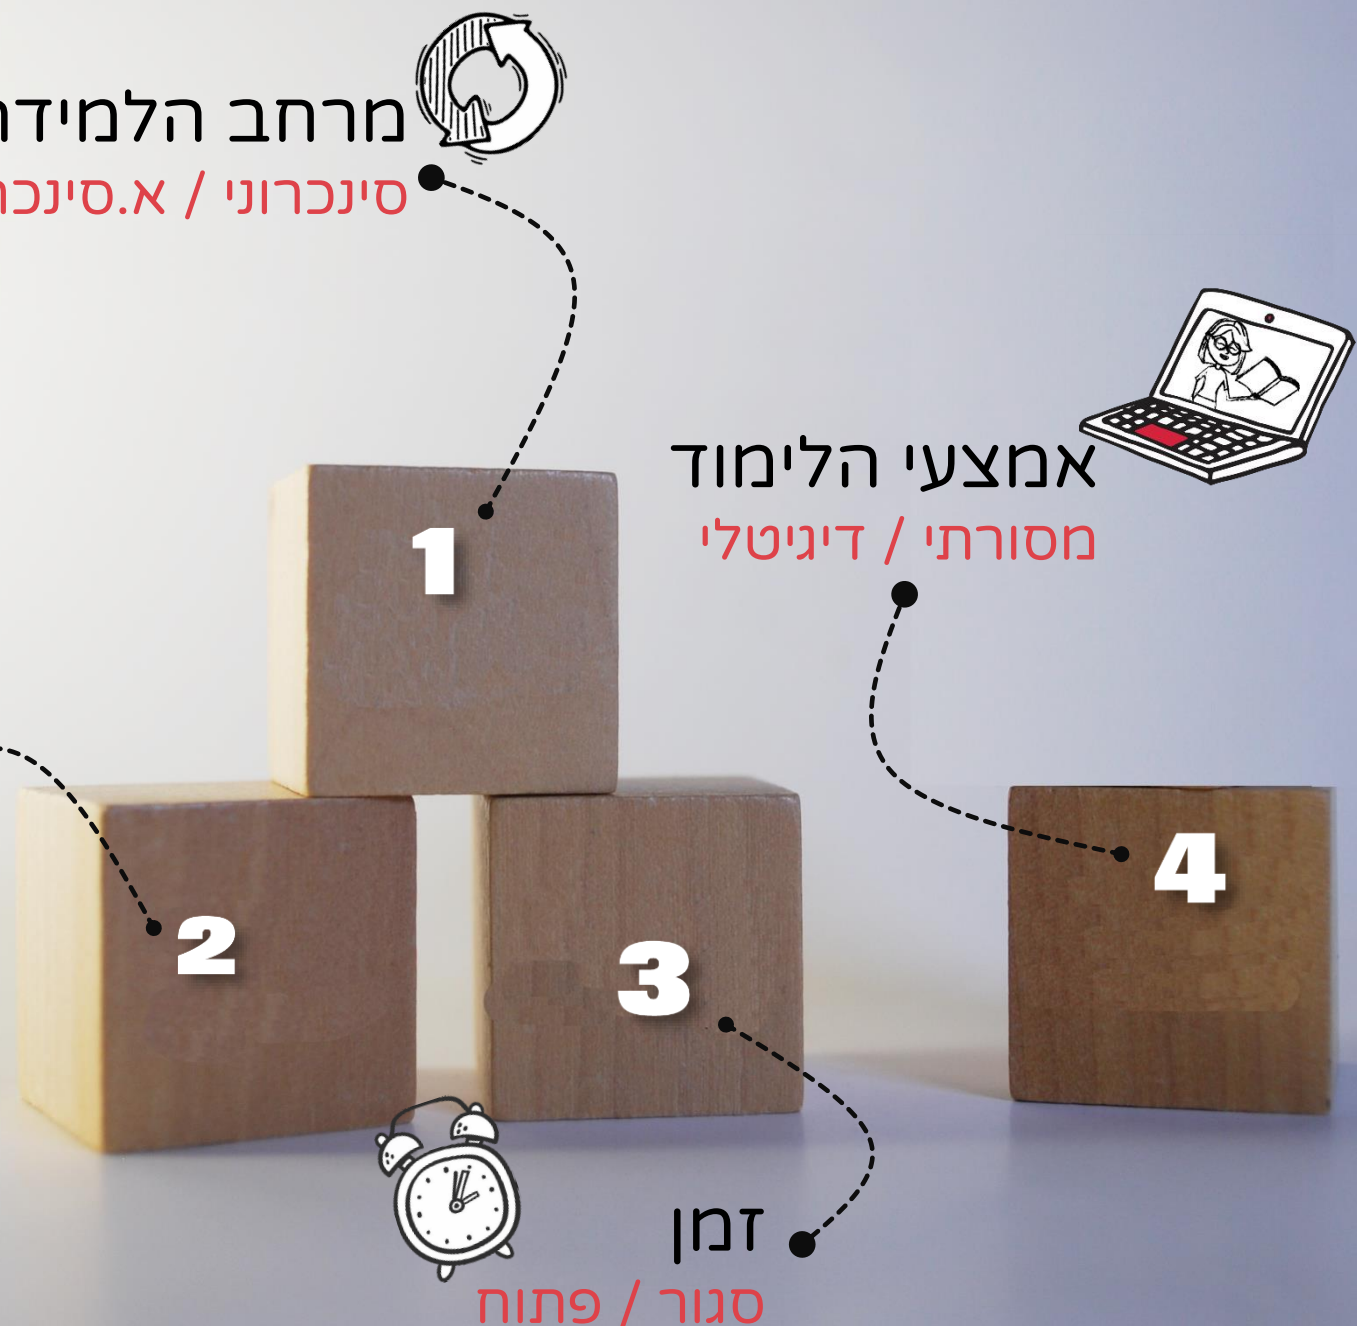 מרחב הלמידה
סינכרוני / א.סינכר
אמצעי הלימוד
מסורתי / דיגיטלי
1
4
2
3
זמן
סגור / פתוח